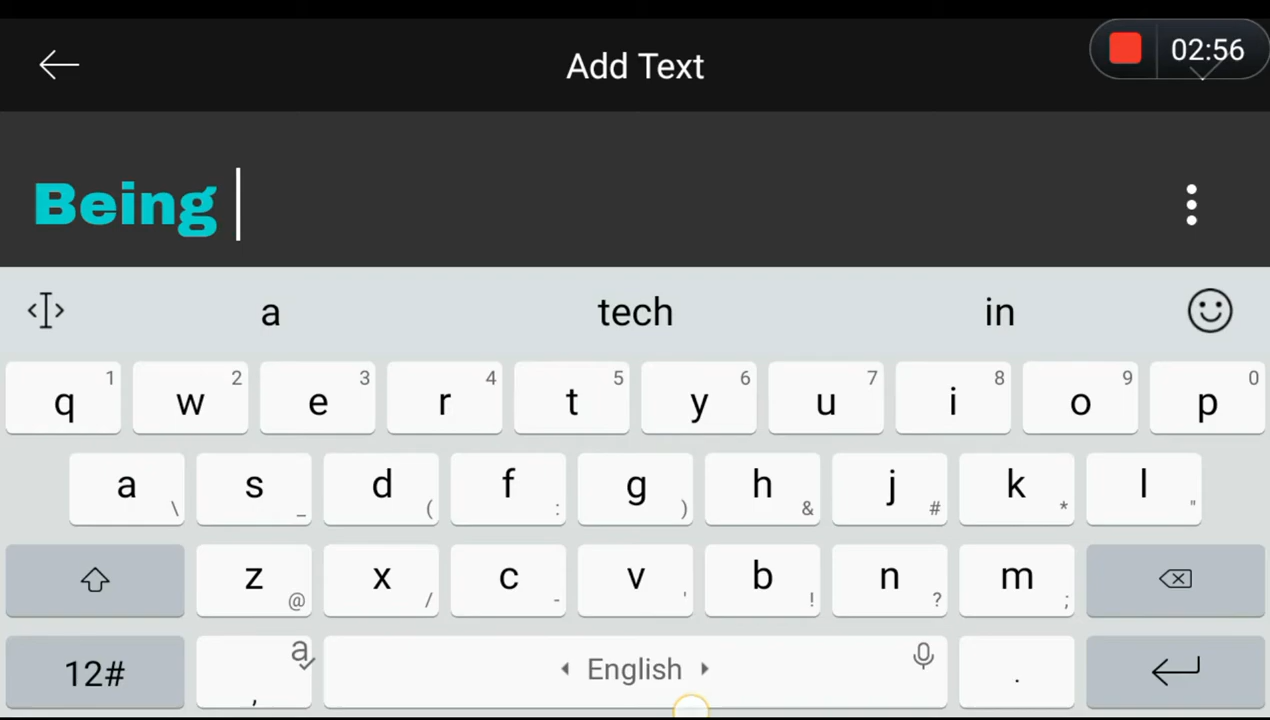 Add Text
02:56
Being
a tech in
q 1 w 2 e 3 r 4 t 5 y 6 u 7 i 8 o 9 p 0
a \ s _ d ( f : g ) h & j # k * l "
z @ x / c - v ' b ! n ? m ;
12# , a English .